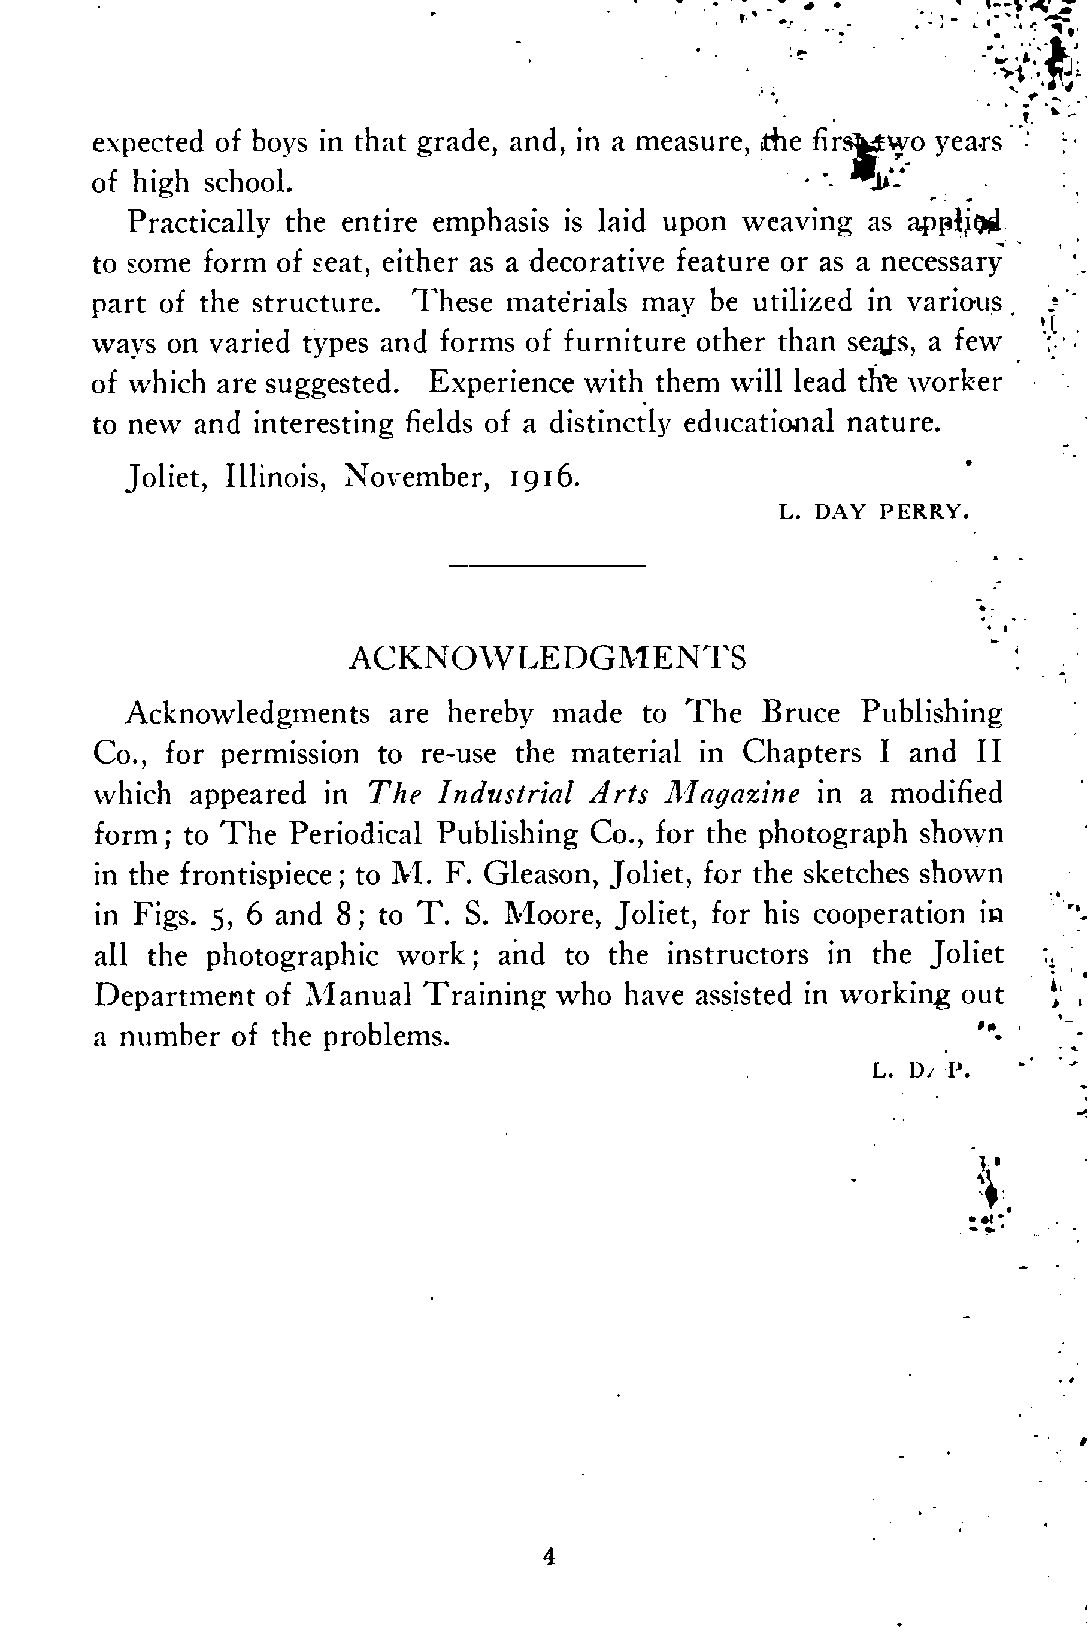 expected of boys in that grade, and, in a measure, the first two years
of high school.
Practically the entire emphasis is laid upon weaving as applied
to some form of seat, either as a decorative feature or as a necessary
part of the structure. These materials may be utilized in various
ways on varied types and forms of furniture other than seats, a few
of which are suggested. Experience with them will lead the worker
to new and interesting fields of a distinctly educational nature.
Joliet, Illinois, November, 1916.
L. DAY PERRY.
ACKNOWLEDGMENTS
Acknowledgments are hereby made to The Bruce Publishing
Co., for permission to re-use the material in Chapters I and II
which appeared in The Industrial Arts Magazine in a modified
form; to The Periodical Publishing Co., for the photograph shown
in the frontispiece; to M. F. Gleason, Joliet, for the sketches shown
in Figs. 5, 6 and 8; to T. S. Moore, Joliet, for his cooperation in
all the photographic work; and to the instructors in the Joliet
Department of Manual Training who have assisted in working out
a number of the problems.
L. D. P.
4